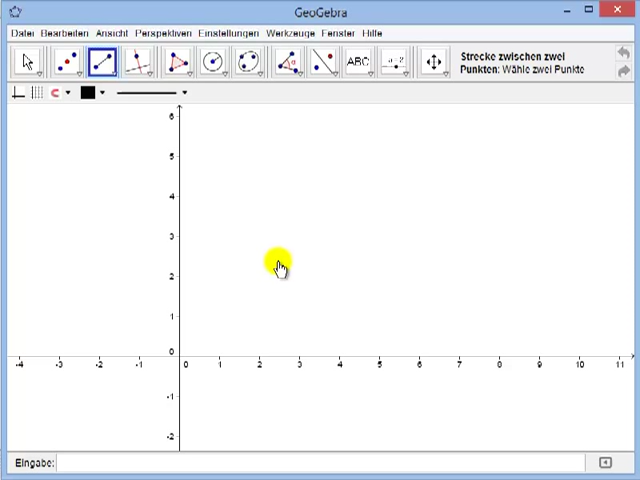 GeoGebra
Datei Bearbeiten Ansicht Perspektiven Einstellungen Werkzeuge Fenster Hilfe
ABC
a=2
α
Strecke zwischen zwei
Punkten: Wähle zwei Punkte
6
5
4
3
2
1
0
-4 -3 -2 -1 0 1 2 3 4 5 6 7 8 9 10 11
-1
-2
Eingabe: